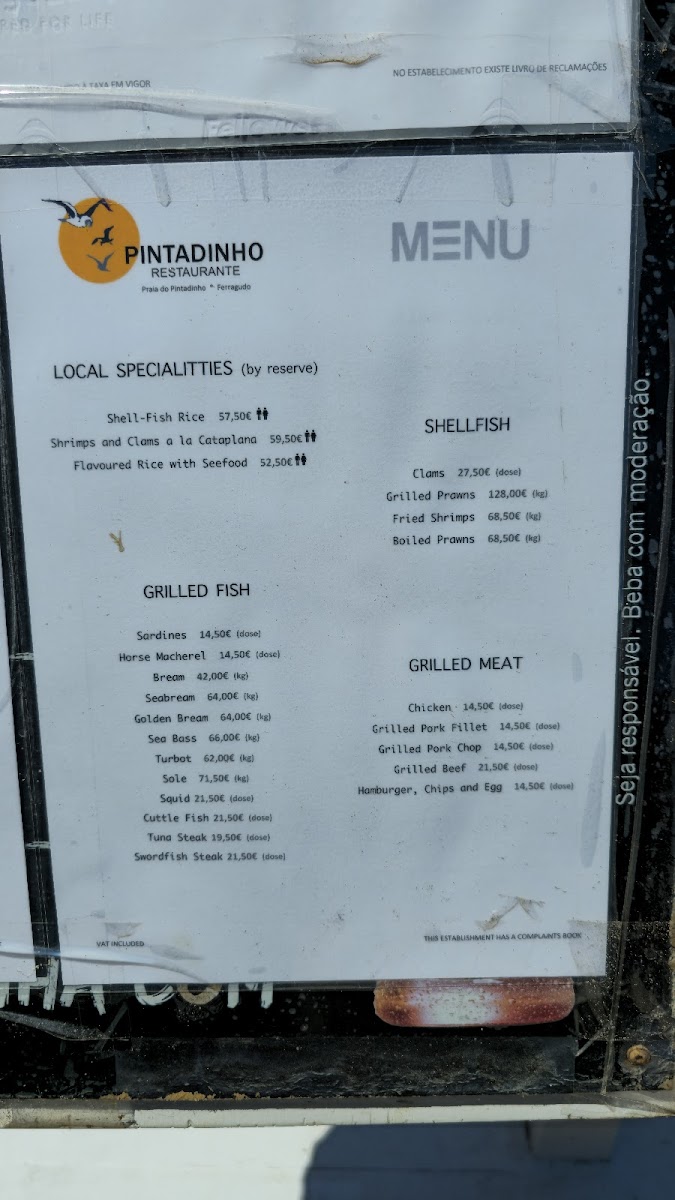 PER FOR LIFE
A TAXA EM VIGOR
NO ESTABELECIMENTO EXISTE LIVRO DE RECLAMAÇÕES
PINTADINHO
RESTAURANTE
Praia do Pintadinho * Ferragudo
MENU
LOCAL SPECIALITTIES (by reserve)
Shell-Fish Rice 57,50€
Shrimps and Clams a la Cataplana 59,50€
Flavoured Rice with Seefood 52,50€
SHELLFISH
Clams 27,50€ (dose)
Grilled Prawns 128,00€ (kg)
Fried Shrimps 68,50€ (kg)
Boiled Prawns 68,50€ (kg)
GRILLED FISH
Sardines 14,50€ (dose)
Horse Macherel 14,50€ (dose)
Bream 42,00€ (kg)
Seabream 64,00€ (kg)
Golden Bream 64,00€ (kg)
Sea Bass 66,00€ (kg)
Turbot 62,00€ (kg)
Sole 71,50€ (kg)
Squid 21,50€ (dose)
Cuttle Fish 21,50€ (dose)
Tuna Steak 19,50€ (dose)
Swordfish Steak 21,50€ (dose)
GRILLED MEAT
Chicken 14,50€ (dose)
Grilled Pork Fillet 14,50€ (dose)
Grilled Pork Chop 14,50€ (dose)
Grilled Beef 21,50€ (dose)
Hamburger, Chips and Egg 14,50€ (dose)
VAT INCLUDED
THIS ESTABLISHMENT HAS A COMPLAINTS BOOK
Seja responsável. Beba com moderação.
COM